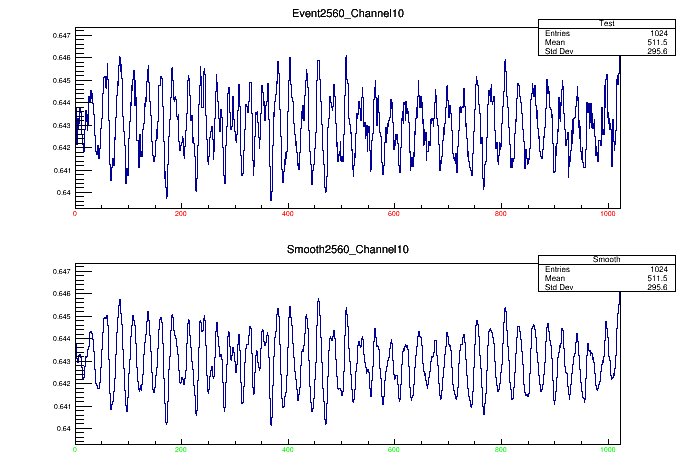 Event2560_Channel10
Test
Entries 1024
Mean 511.5
Std Dev 295.6
0.647
0.646
0.645
0.644
0.643
0.642
0.641
0.64
0 200 400 600 800 1000
Smooth2560_Channel10
Smooth
Entries 1024
Mean 511.5
Std Dev 295.6
0.647
0.646
0.645
0.644
0.643
0.642
0.641
0.64
0 200 400 600 800 1000